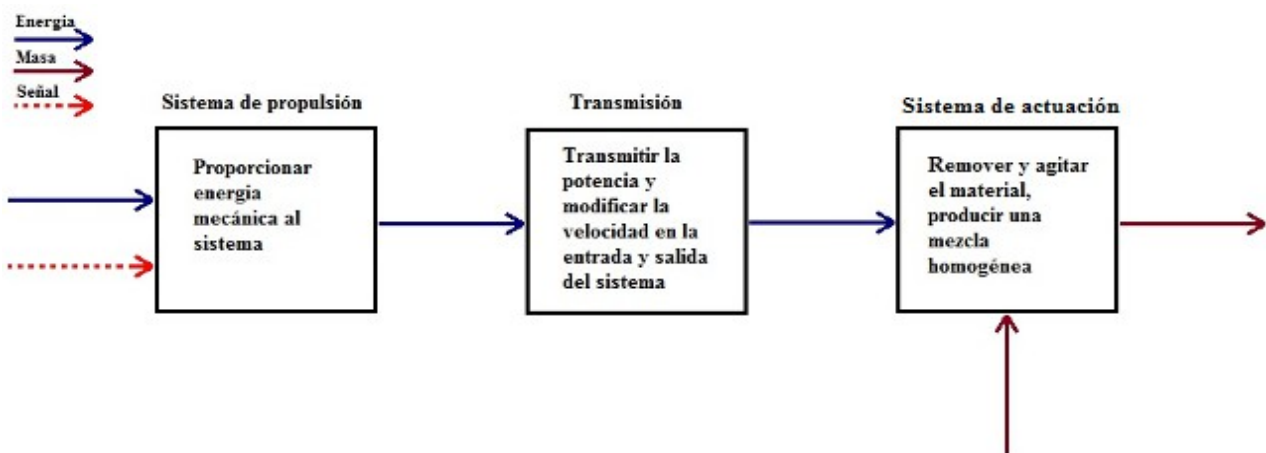 Energia
Masa
Señal
Sistema de propulsión
Proporcionar
energia
mecánica al
sistema
Transmisión
Transmitir la
potencia y
modificar la
velocidad en la
entrada y salida
del sistema
Sistema de actuación
Remover y agitar
el material,
producir una
mezcla
homogénea